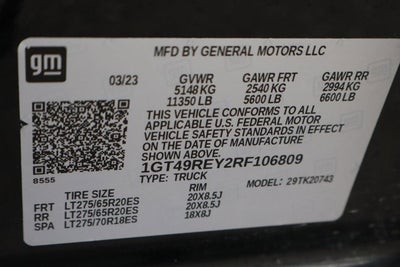 gm
MFD BY GENERAL MOTORS LLC
03/23 GVWR GAWR FRT GAWR RR
5148 KG 2540 KG 2994 KG
11350 LB 5600 LB 6600 LB
THIS VEHICLE CONFORMS TO ALL
APPLICABLE U.S. FEDERAL MOTOR
VEHICLE SAFETY STANDARDS IN EFFECT
ON THE DATE OF MANUFACTURE
SHOWN ABOVE.
8555
1GT49REY2RF106809
TYPE: TRUCK MODEL: 29TK20743
TIRE SIZE RIM
FRT LT275/65R20ES 20X8.5J
RR LT275/65R20ES 20X8.5J
SPA LT275/70R18ES 18X8J